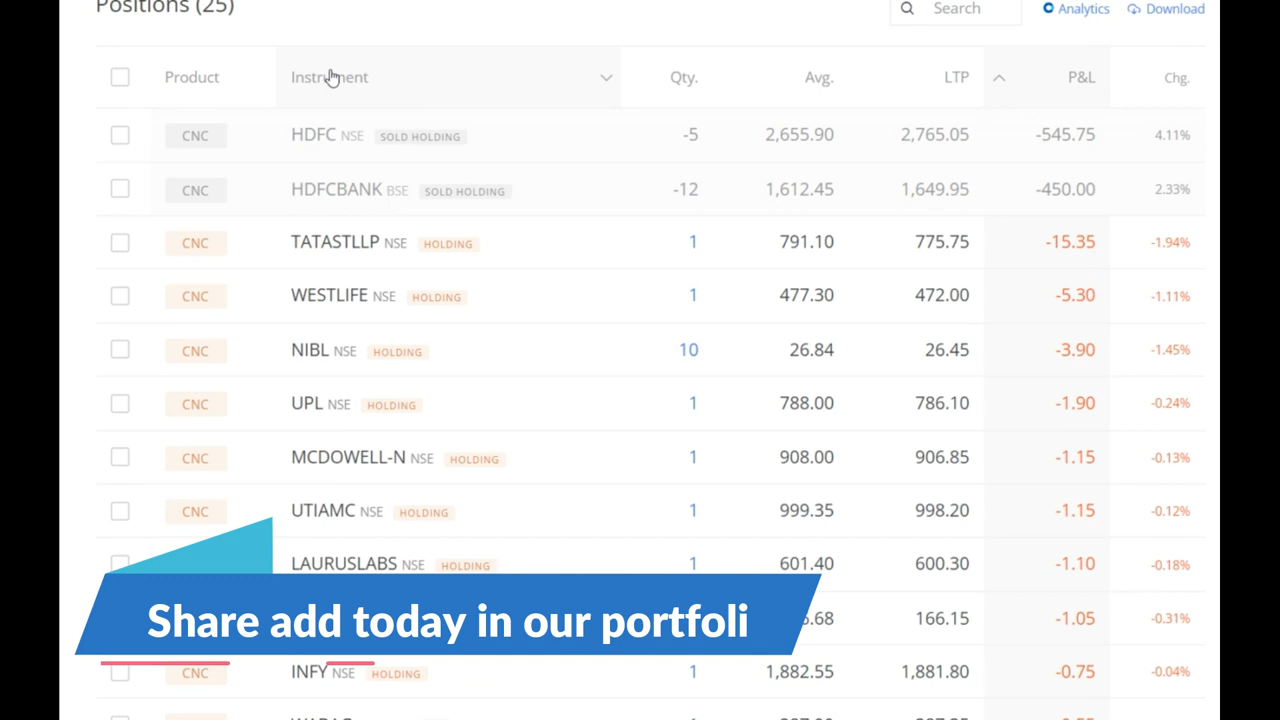 Positions (25)
Search
Analytics
Download
Product Instrument Qty. Avg. LTP P&L Chg.
CNC HDFC NSE SOLD HOLDING -5 2,655.90 2,765.05 -545.75 4.11%
CNC HDFCBANK BSE SOLD HOLDING -12 1,612.45 1,649.95 -450.00 2.33%
CNC TATASTLLP NSE HOLDING 1 791.10 775.75 -15.35 -1.94%
CNC WESTLIFE NSE HOLDING 1 477.30 472.00 -5.30 -1.11%
CNC NIBL NSE HOLDING 10 26.84 26.45 -3.90 -1.45%
CNC UPL NSE HOLDING 1 788.00 786.10 -1.90 -0.24%
CNC MCDOWELL-N NSE HOLDING 1 908.00 906.85 -1.15 -0.13%
CNC UTIAMC NSE HOLDING 1 999.35 998.20 -1.15 -0.12%
LAURUSLABS NSE HOLDING 1 601.40 600.30 -1.10 -0.18%
Share add today in our portfoli
.68 166.15 -1.05 -0.31%
CNC INFY NSE HOLDING 1 1,882.55 1,881.80 -0.75 -0.04%